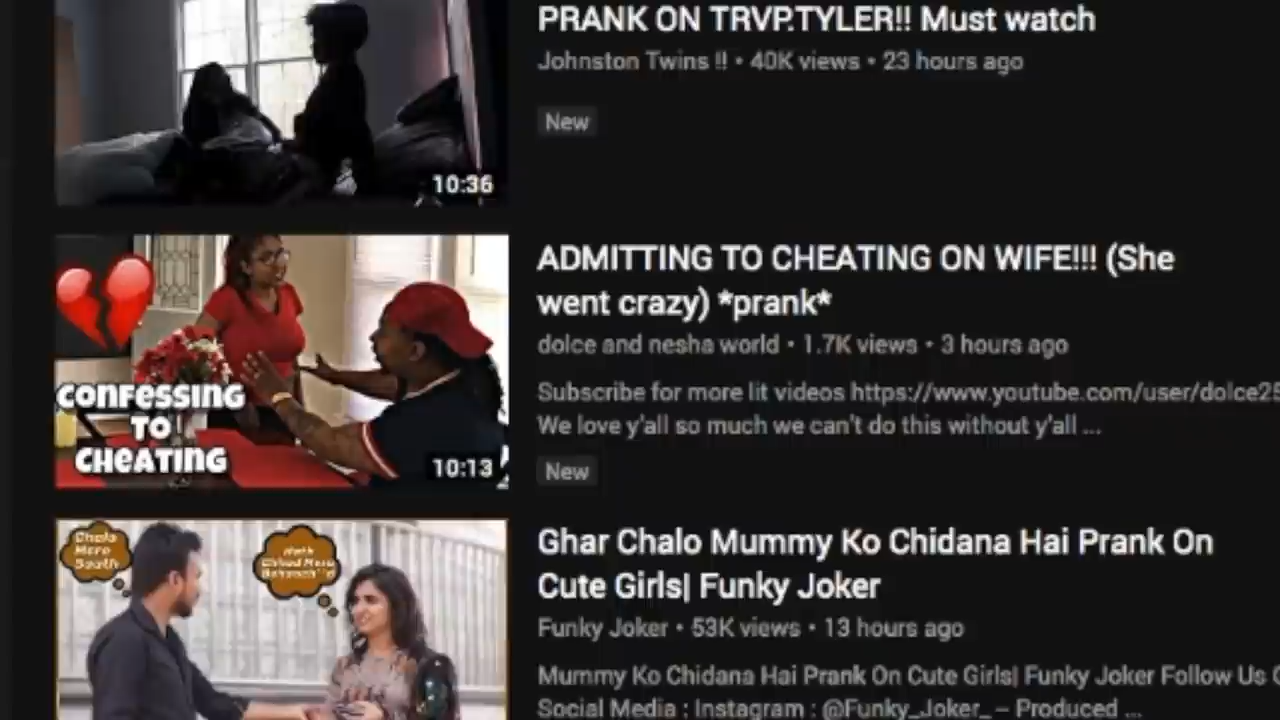 PRANK ON TRVP.TYLER!! Must watch
Johnston Twins !! • 40K views • 23 hours ago
New
10:36
ADMITTING TO CHEATING ON WIFE!!! (She
went crazy) *prank*
dolce and nesha world • 1.7K views • 3 hours ago
Subscribe for more lit videos https://www.youtube.com/user/dolce25
We love y'all so much we can't do this without y'all ...
New
CONFESSING
TO
CHEATING
10:13
Ghar Chalo Mummy Ko Chidana Hai Prank On
Cute Girls| Funky Joker
Funky Joker • 53K views • 13 hours ago
Mummy Ko Chidana Hai Prank On Cute Girls| Funky Joker Follow Us
Social Media : Instagram : @Funky_Joker_ – Produced ...
Chalo
Mere
Saath
Mera